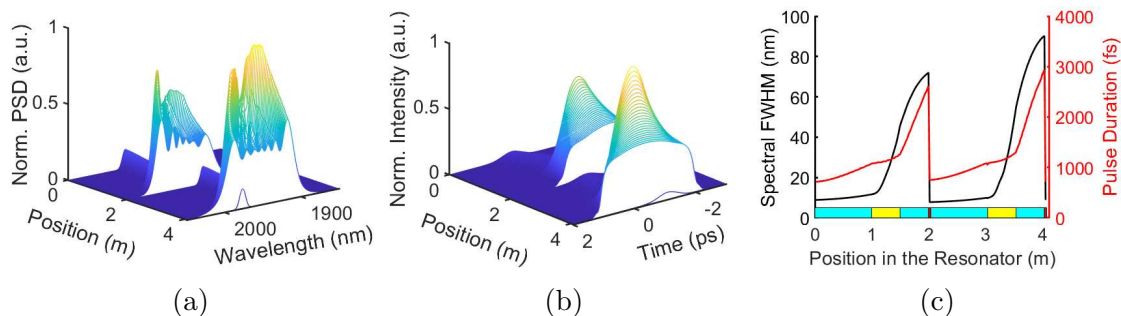 Norm. PSD (a.u.)
1
0.5
0
0
2
4
Position (m)
2000
1900
Wavelength (nm)
(a)
Norm. Intensity (a.u.)
1
0.5
0
0
2
4
Position (m)
2
0
-2
Time (ps)
(b)
Spectral FWHM (nm)
100
80
60
40
20
0
0
1
2
3
4
Position in the Resonator (m)
4000
3000
2000
1000
0
Pulse Duration (fs)
(c)